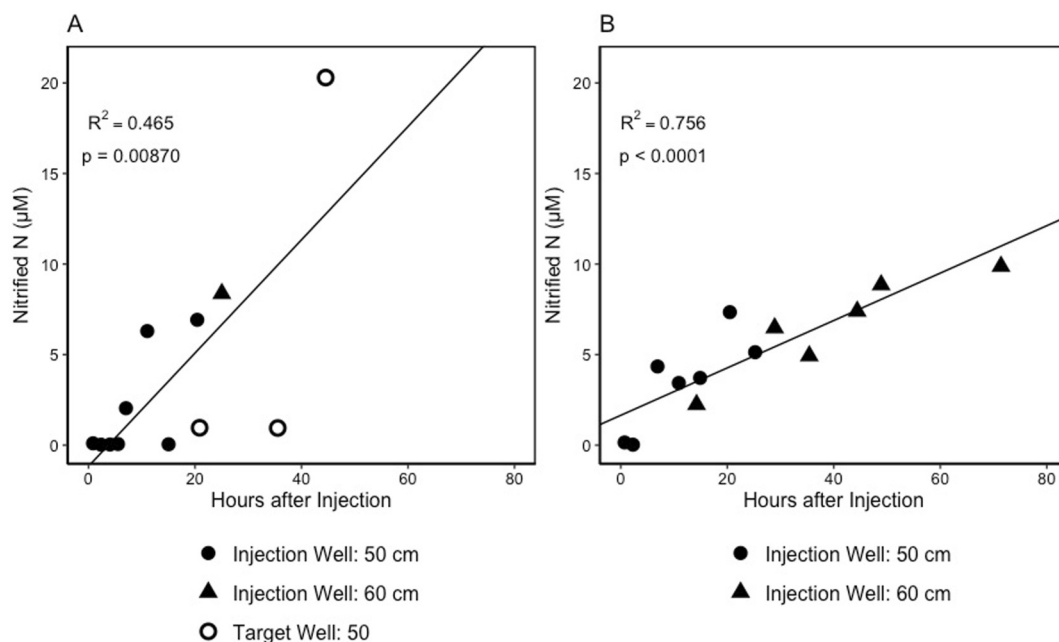 A
20
15
10
5
0
Nitrified N (µM)
R² = 0.465
p = 0.00870
0 20 40 60 80
Hours after Injection
Injection Well: 50 cm
Injection Well: 60 cm
Target Well: 50
B
20
15
10
5
0
Nitrified N (µM)
R² = 0.756
p < 0.0001
0 20 40 60 80
Hours after Injection
Injection Well: 50 cm
Injection Well: 60 cm